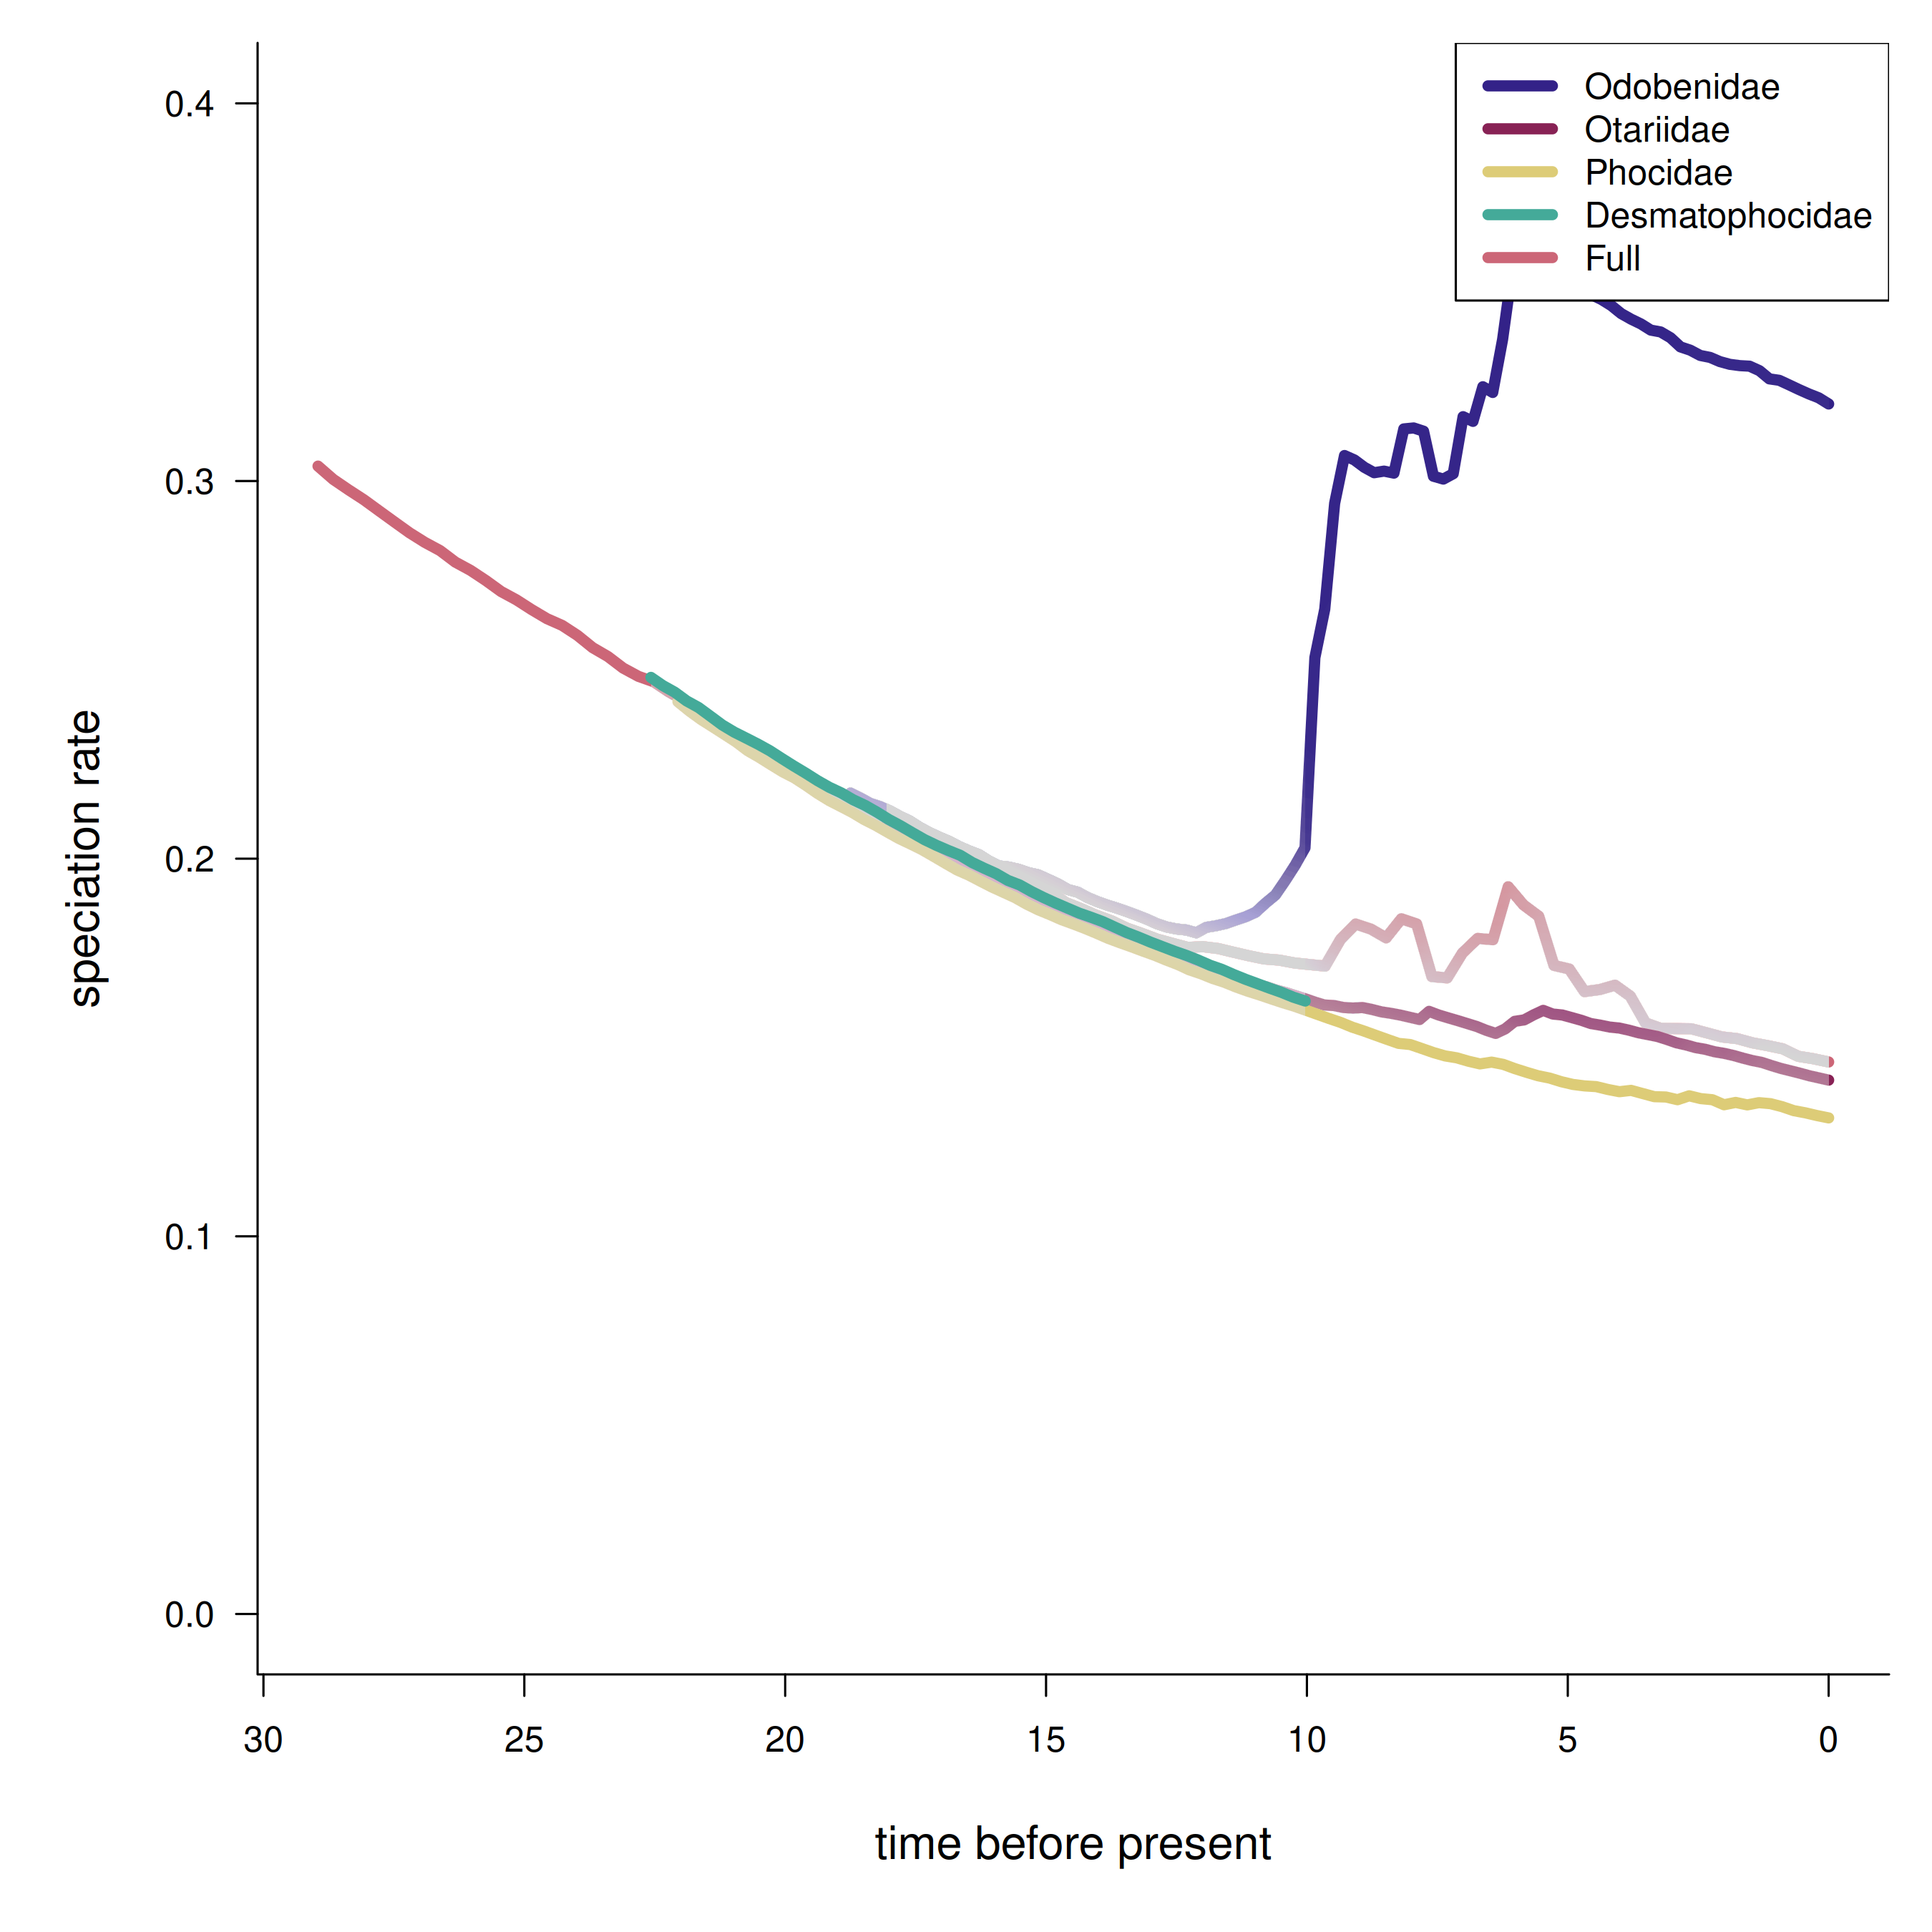 Odobenidae
Otariidae
Phocidae
Desmatophocidae
Full
0.4
0.3
0.2
0.1
0.0
speciation rate
30 25 20 15 10 5 0
time before present